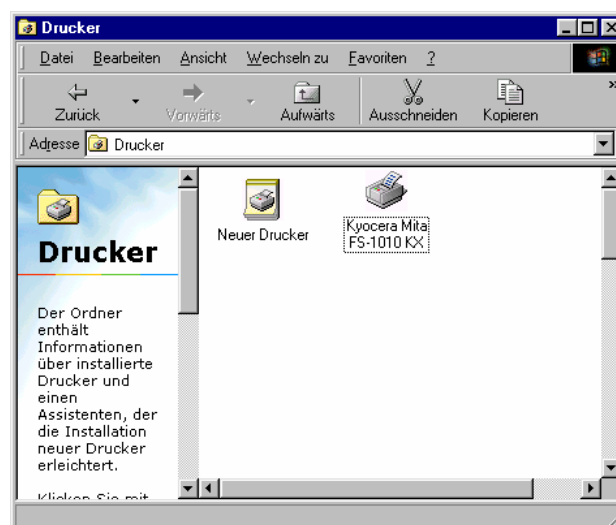 Drucker
Datei Bearbeiten Ansicht Wechseln zu Favoriten ?
Zurück Vorwärts Aufwärts Ausschneiden Kopieren »
Adresse Drucker
Drucker
Der Ordner
enthält
Informationen
über installierte
Drucker und
einen
Assistenten, der
die Installation
neuer Drucker
erleichtert.
Klicken Sie mit
Neuer Drucker
Kyocera Mita
FS-1010 KX